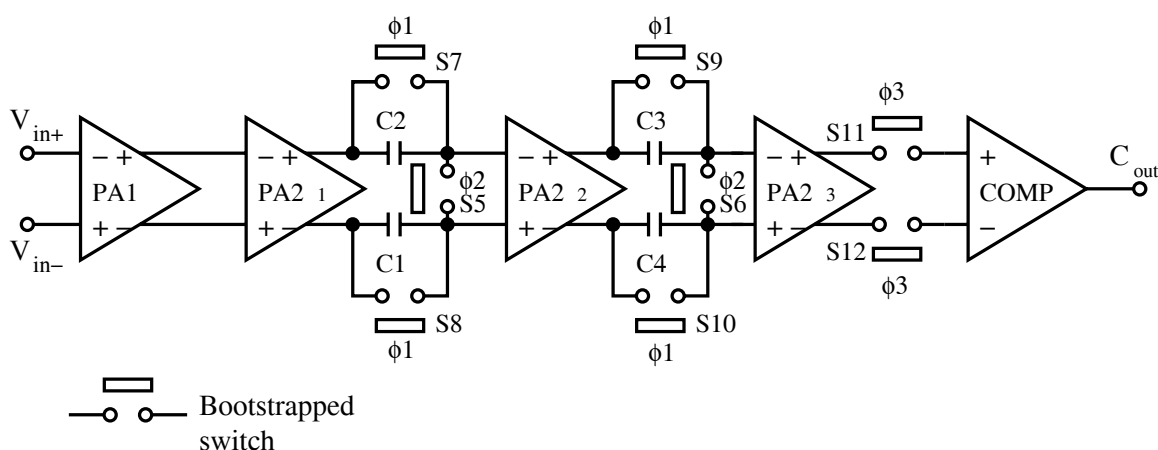 ϕ1 ϕ1
S7 S9
ϕ3
V in+ C2 C3 S11 C out
− + − + − + − + +
PA1 PA2 1 ϕ2 PA2 2 ϕ2 PA2 3 COMP
S5 S6
+ − + − + − + − −
V in− C1 C4 S12
ϕ3
S8 S10
ϕ1 ϕ1
Bootstrapped
switch